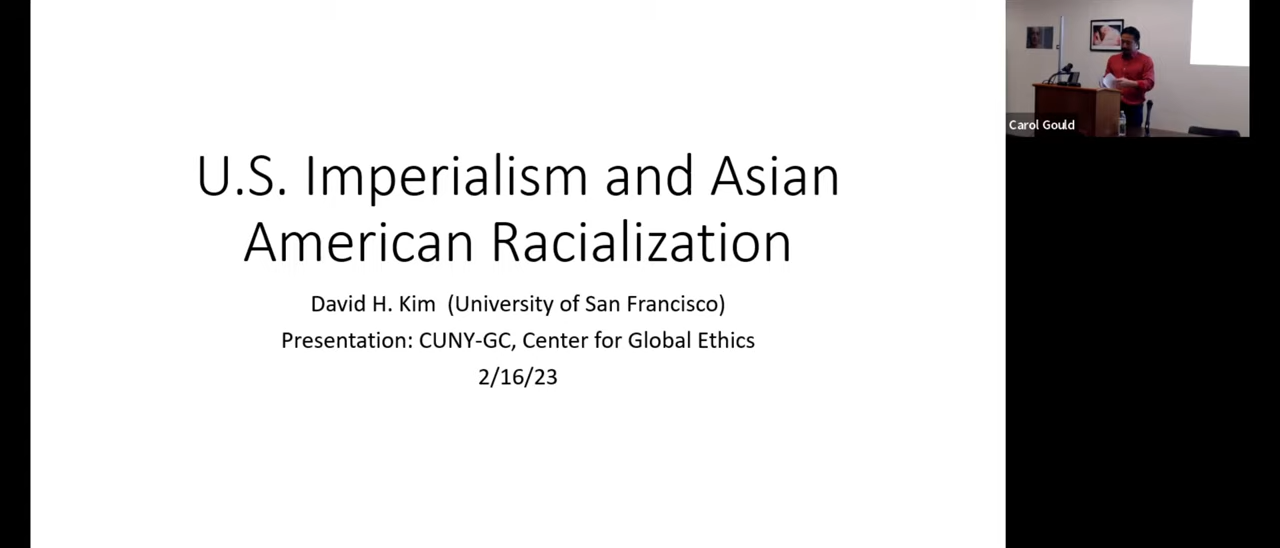 U.S. Imperialism and Asian
American Racialization
David H. Kim (University of San Francisco)
Presentation: CUNY-GC, Center for Global Ethics
2/16/23
Carol Gould